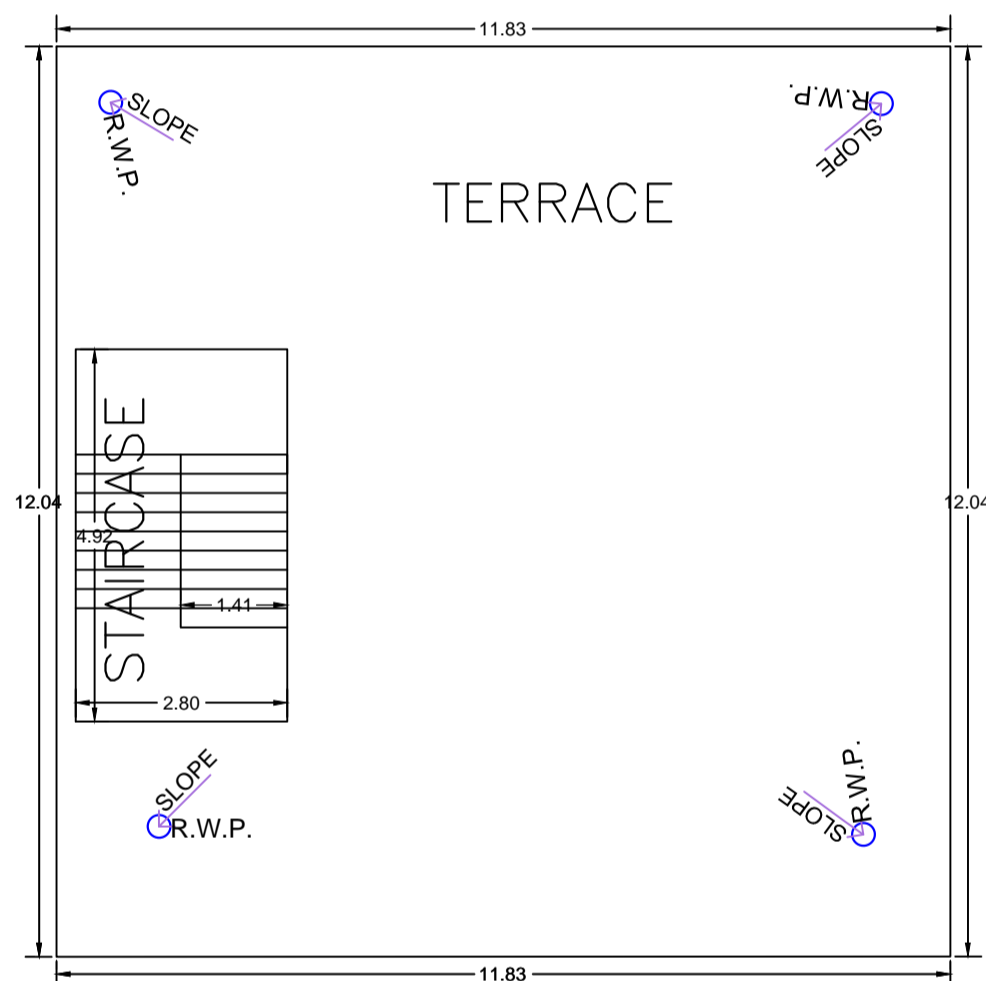 11.83
SLOPE
R.W.P.
R.W.P.
SLOPE
TERRACE
STAIRCASE
12.04
4.92
12.04
1.41
2.80
SLOPE
R.W.P.
R.W.P.
SLOPE
11.83